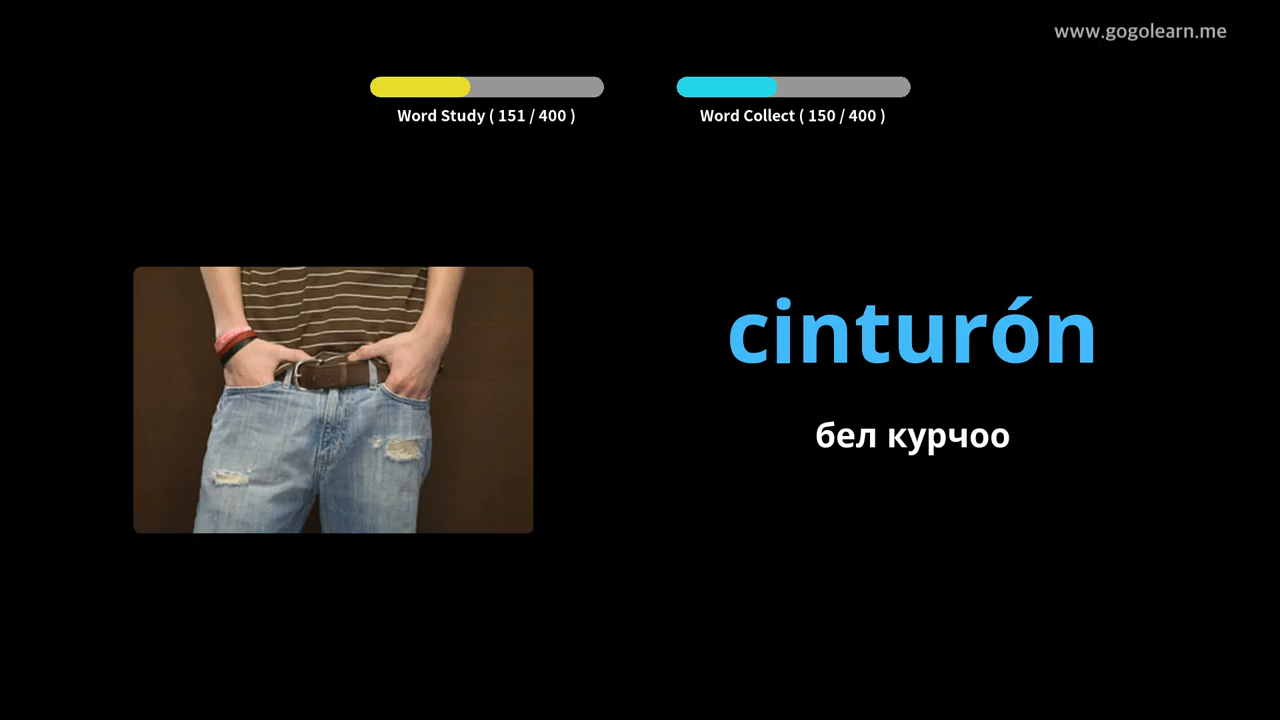 www.gogolearn.me
Word Study ( 151 / 400 )
Word Collect ( 150 / 400 )
cinturón
бел курчоо